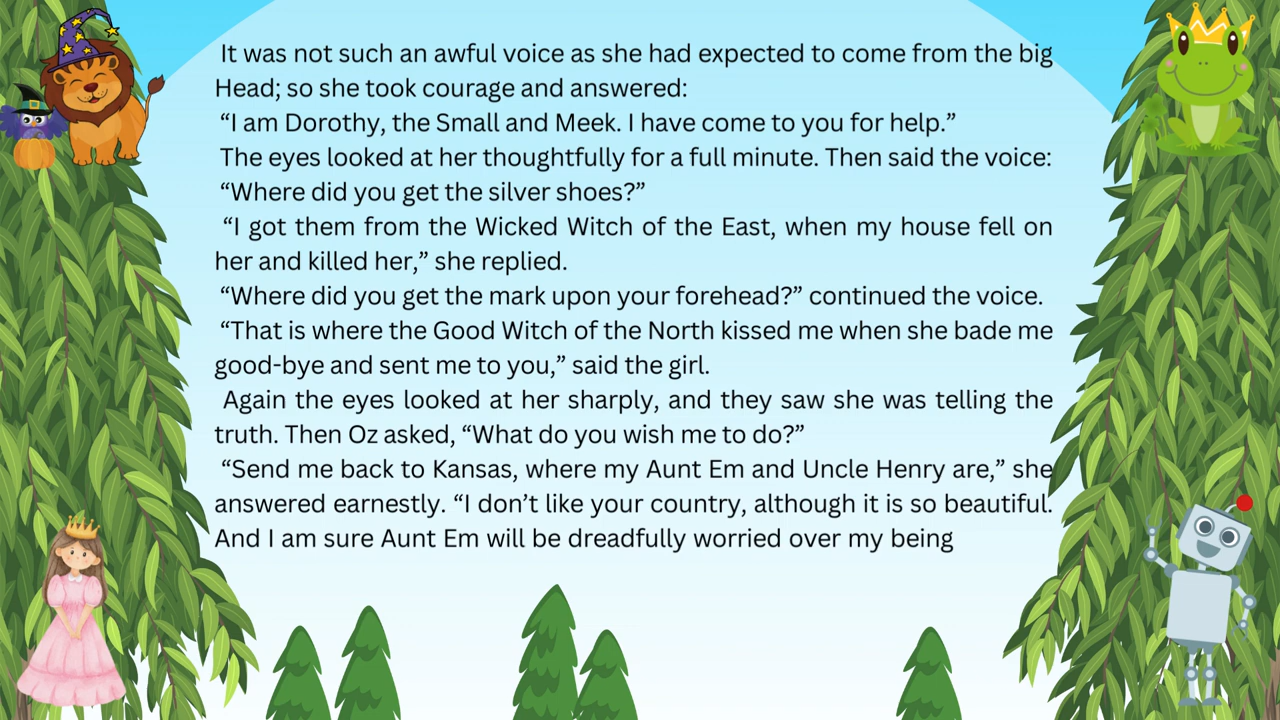 It was not such an awful voice as she had expected to come from the big
Head; so she took courage and answered:
“I am Dorothy, the Small and Meek. I have come to you for help.”
The eyes looked at her thoughtfully for a full minute. Then said the voice:
“Where did you get the silver shoes?”
“I got them from the Wicked Witch of the East, when my house fell on
her and killed her,” she replied.
“Where did you get the mark upon your forehead?” continued the voice.
“That is where the Good Witch of the North kissed me when she bade me
good-bye and sent me to you,” said the girl.
Again the eyes looked at her sharply, and they saw she was telling the
truth. Then Oz asked, “What do you wish me to do?”
“Send me back to Kansas, where my Aunt Em and Uncle Henry are,” she
answered earnestly. “I don’t like your country, although it is so beautiful.
And I am sure Aunt Em will be dreadfully worried over my being